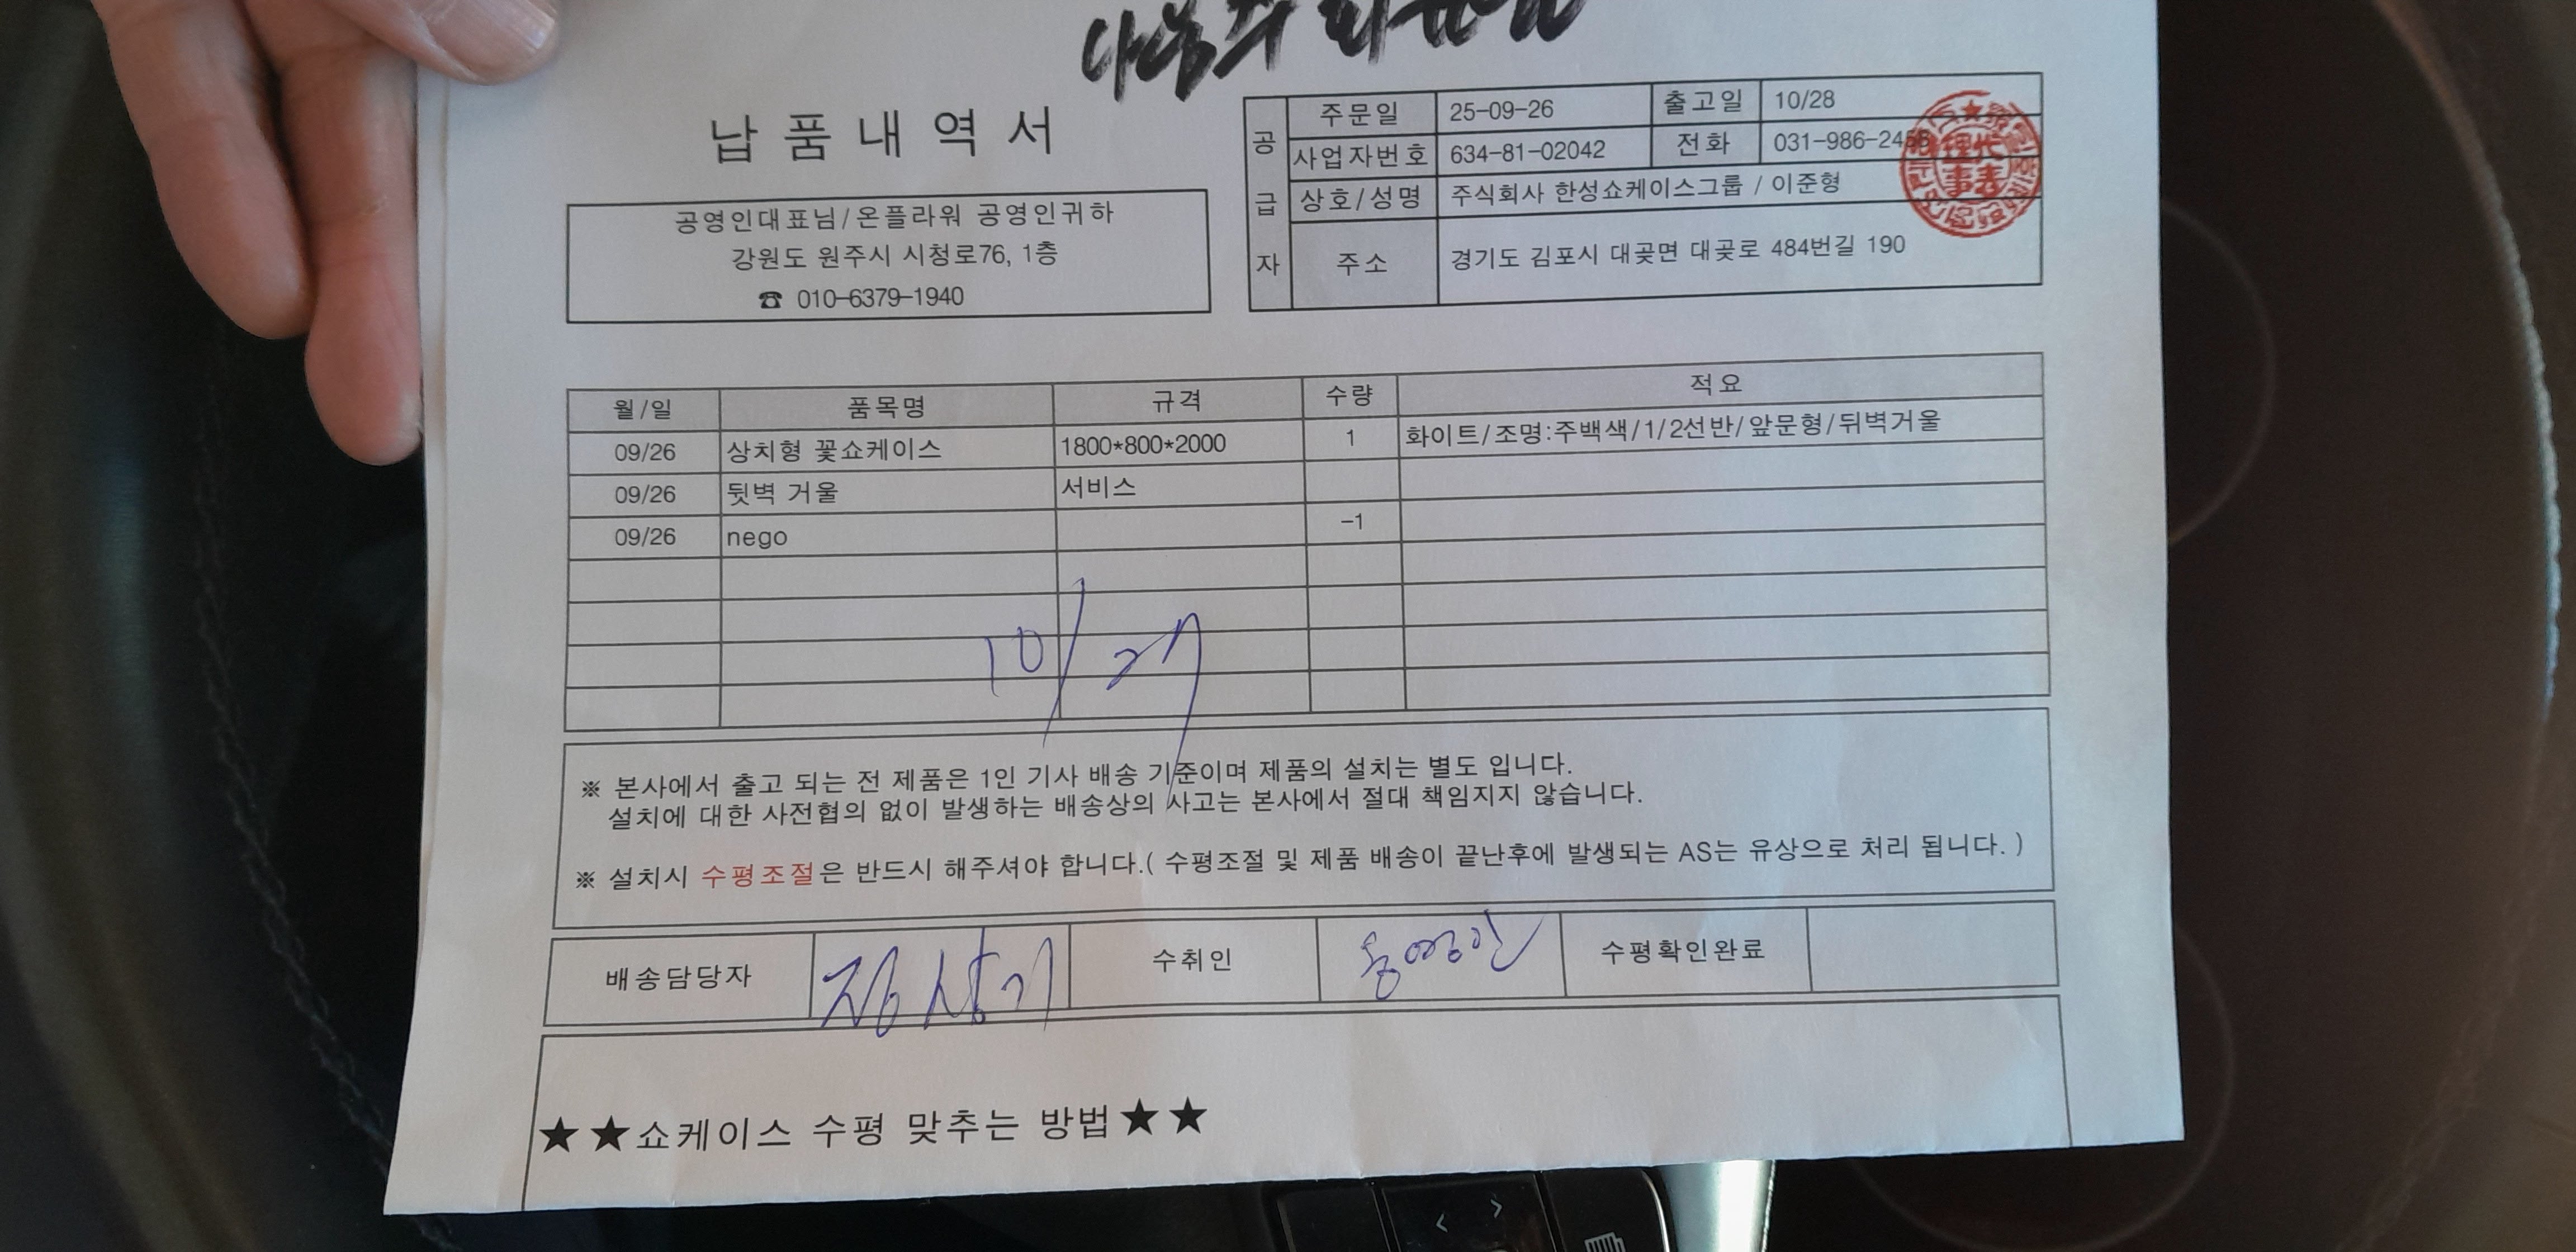 납품내역서
공영인대표님/온플라워 공영인귀하
강원도 원주시 시청로76, 1층
☎ 010-6379-1940
공급자
주문일 25-09-26 출고일 10/28
사업자번호 634-81-02042 전화 031-986-245
상호/성명 주식회사 한성쇼케이스그룹 / 이준형
주소 경기도 김포시 대곶면 대곶로 484번길 190
월/일 품목명 규격 수량 적요
09/26 상치형 꽃쇼케이스 1800*800*2000 1 화이트/조명:주백색/1/2선반/앞문형/뒤벽거울
09/26 뒷벽 거울 서비스
09/26 nego -1
10/27
※ 본사에서 출고 되는 전 제품은 1인 기사 배송 기준이며 제품의 설치는 별도 입니다.
설치에 대한 사전협의 없이 발생하는 배송상의 사고는 본사에서 절대 책임지지 않습니다.
※ 설치시 수평조절은 반드시 해주셔야 합니다.( 수평조절 및 제품 배송이 끝난후에 발생되는 AS는 유상으로 처리 됩니다. )
배송담당자 수취인 공영인 수평확인완료
★★쇼케이스 수평 맞추는 방법★★